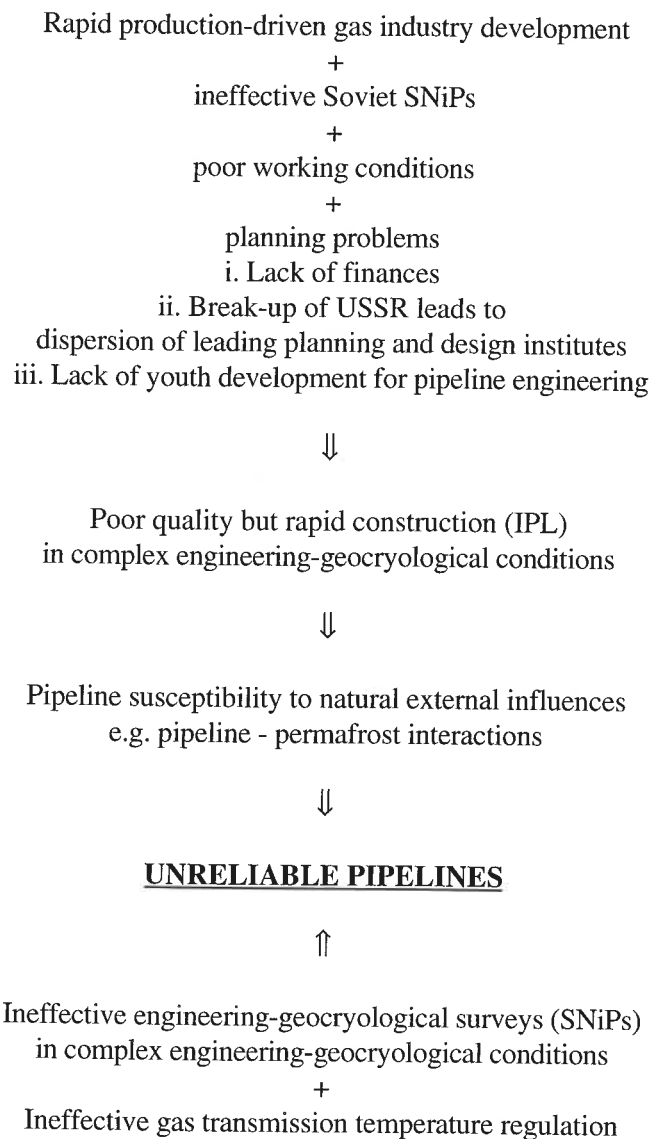 Rapid production-driven gas industry development
+
ineffective Soviet SNiPs
+
poor working conditions
+
planning problems
i. Lack of finances
ii. Break-up of USSR leads to
dispersion of leading planning and design institutes
iii. Lack of youth development for pipeline engineering
⇓
Poor quality but rapid construction (IPL)
in complex engineering-geocryological conditions
⇓
Pipeline susceptibility to natural external influences
e.g. pipeline - permafrost interactions
⇓
UNRELIABLE PIPELINES
⇑
Ineffective engineering-geocryological surveys (SNiPs)
in complex engineering-geocryological conditions
+
Ineffective gas transmission temperature regulation